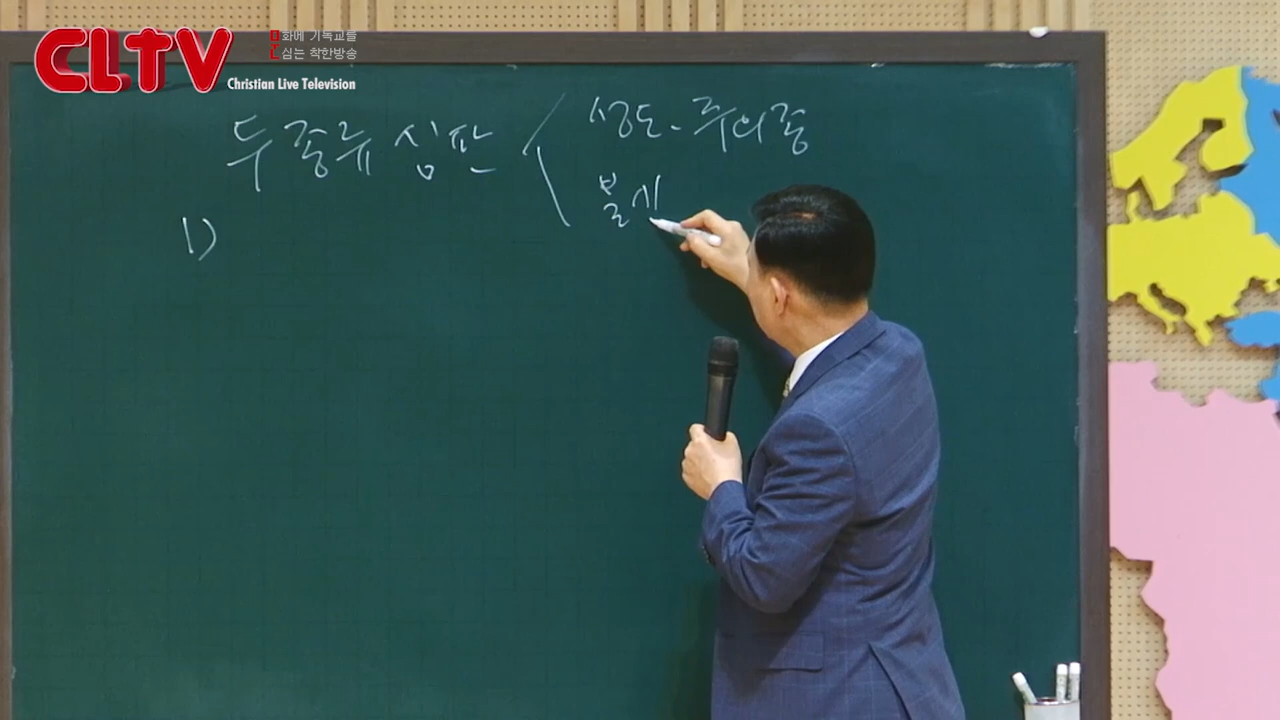 CLTV
문화에 기독교를
심는 착한방송
Christian Live Television
두 종류 심판
성도 - 주의 종
불시
1)